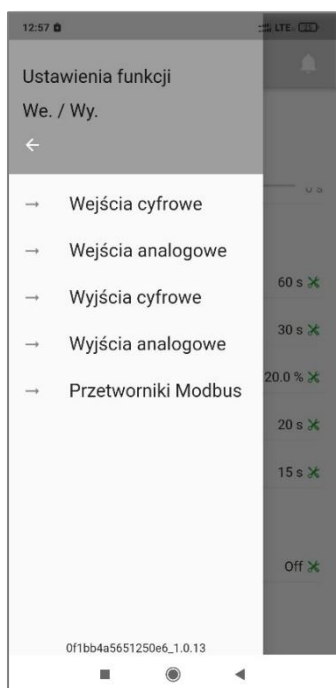 12:57 LTE
Ustawienia funkcji
We. / Wy.
Wejścia cyfrowe
Wejścia analogowe
60 s
Wyjścia cyfrowe
30 s
Wyjścia analogowe
20.0 %
Przetworniki Modbus
20 s
15 s
Off
0f1bb4a5651250e6_1.0.13